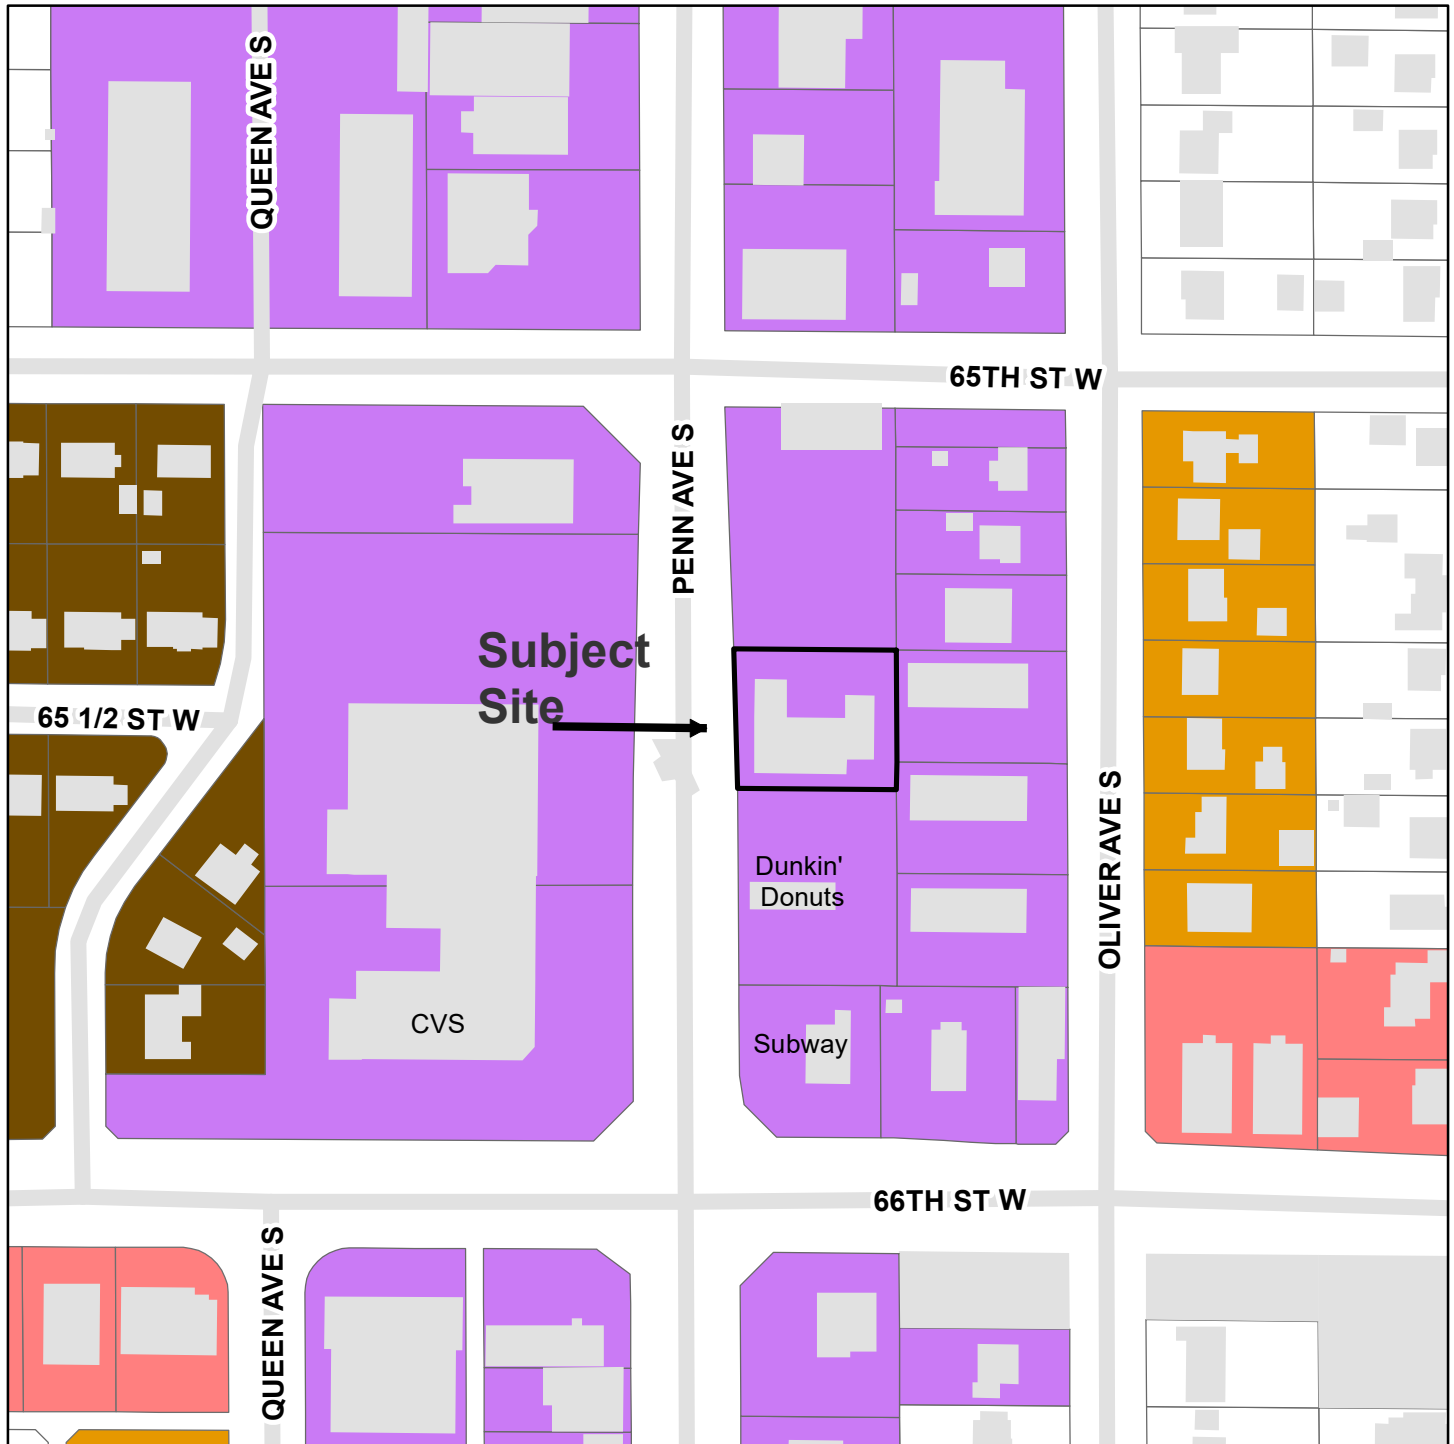 QUEEN AVE S
65TH ST W
PENN AVE S
Subject
Site
65 1/2 ST W
OLIVER AVE S
Dunkin'
Donuts
CVS
Subway
66TH ST W
QUEEN AVE S